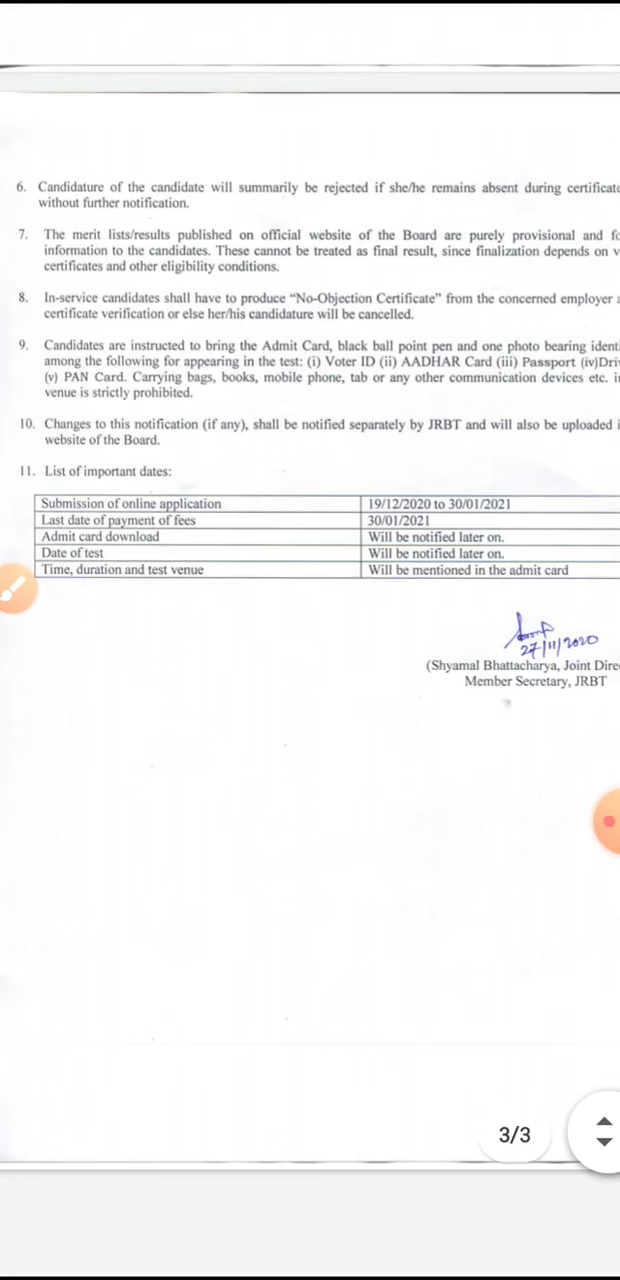 6. Candidature of the candidate will summarily be rejected if she/he remains absent during certificate
without further notification.
7. The merit lists/results published on official website of the Board are purely provisional and fo
information to the candidates. These cannot be treated as final result, since finalization depends on v
certificates and other eligibility conditions.
8. In-service candidates shall have to produce “No-Objection Certificate” from the concerned employer a
certificate verification or else her/his candidature will be cancelled.
9. Candidates are instructed to bring the Admit Card, black ball point pen and one photo bearing identi
among the following for appearing in the test: (i) Voter ID (ii) AADHAR Card (iii) Passport (iv)Driv
(v) PAN Card. Carrying bags, books, mobile phone, tab or any other communication devices etc. i
venue is strictly prohibited.
10. Changes to this notification (if any), shall be notified separately by JRBT and will also be uploaded i
website of the Board.
11. List of important dates:
Submission of online application 19/12/2020 to 30/01/2021
Last date of payment of fees 30/01/2021
Admit card download Will be notified later on.
Date of test Will be notified later on.
Time, duration and test venue Will be mentioned in the admit card
27/11/2020
(Shyamal Bhattacharya, Joint Dire
Member Secretary, JRBT
3/3